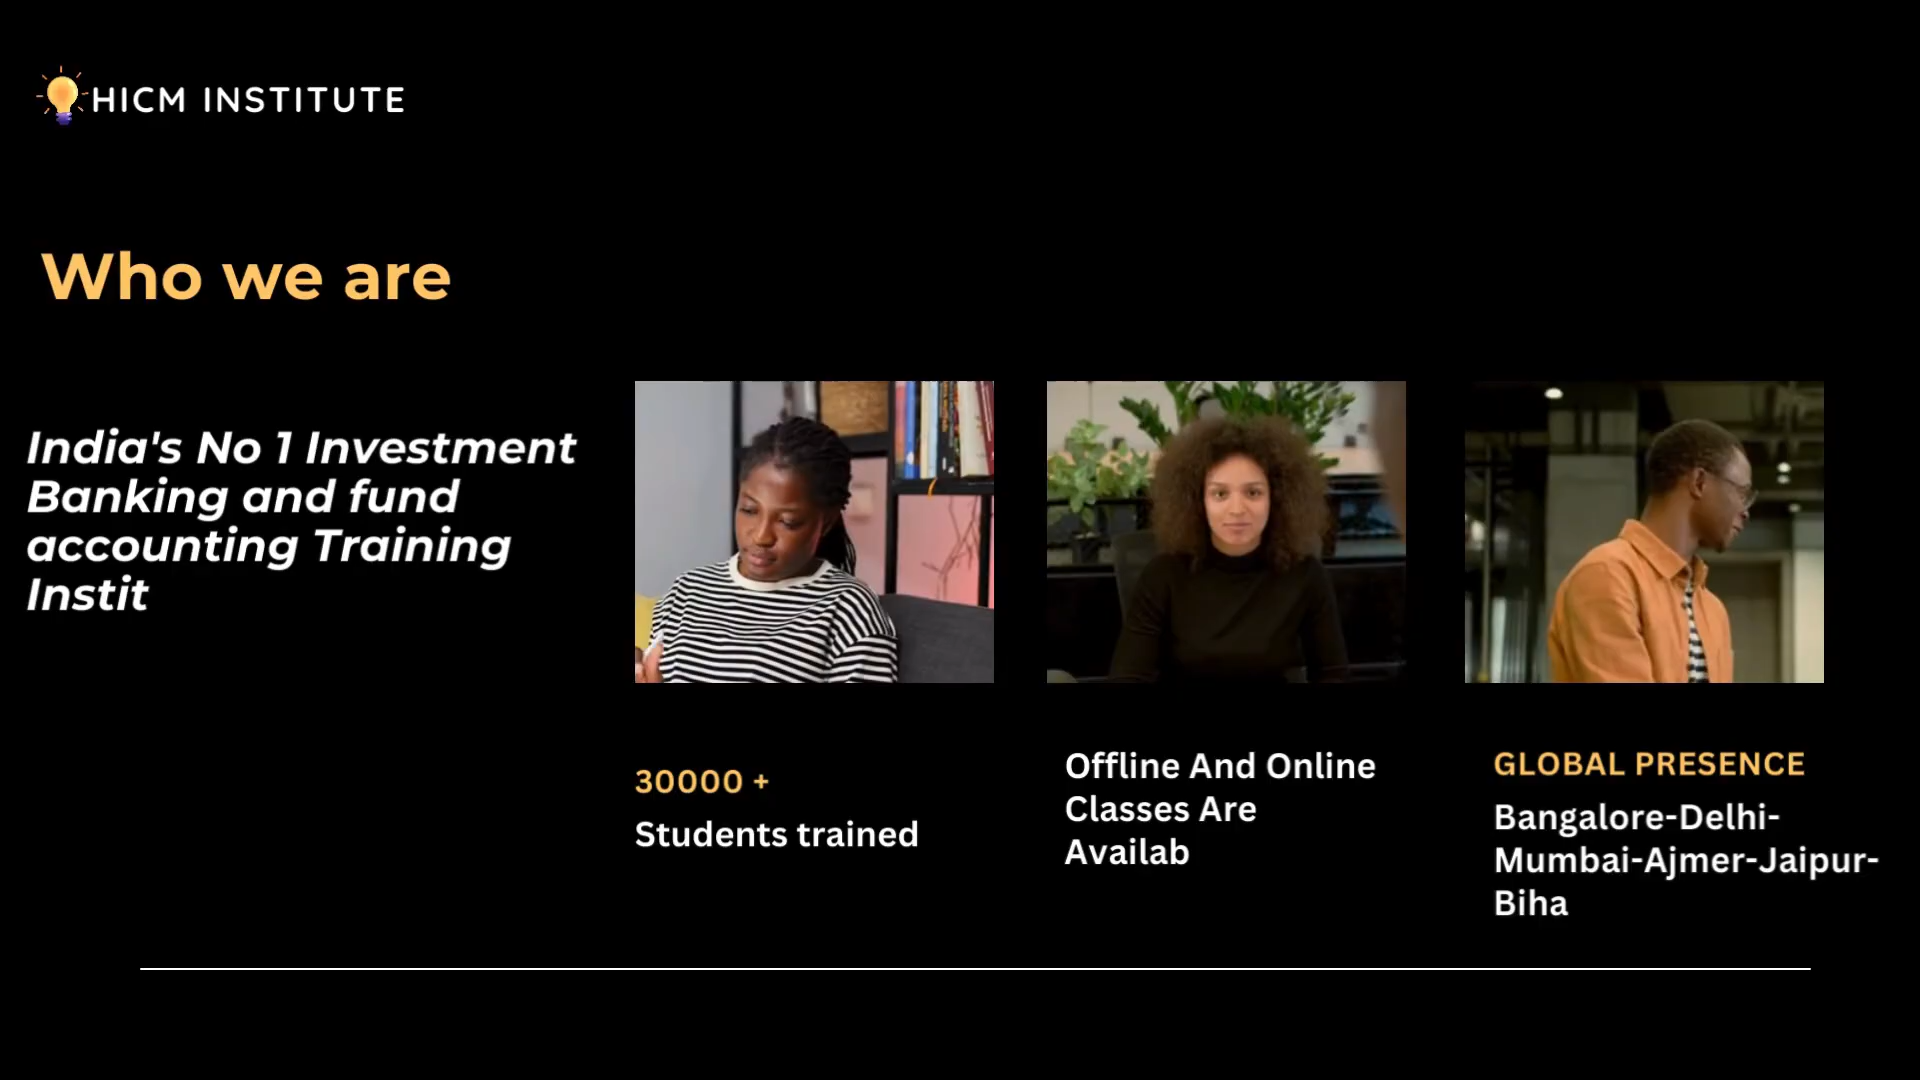 HICM INSTITUTE
Who we are
India's No 1 Investment
Banking and fund
accounting Training
Instit
30000 +
Students trained
Offline And Online
Classes Are
Availab
GLOBAL PRESENCE
Bangalore-Delhi-
Mumbai-Ajmer-Jaipur-
Biha